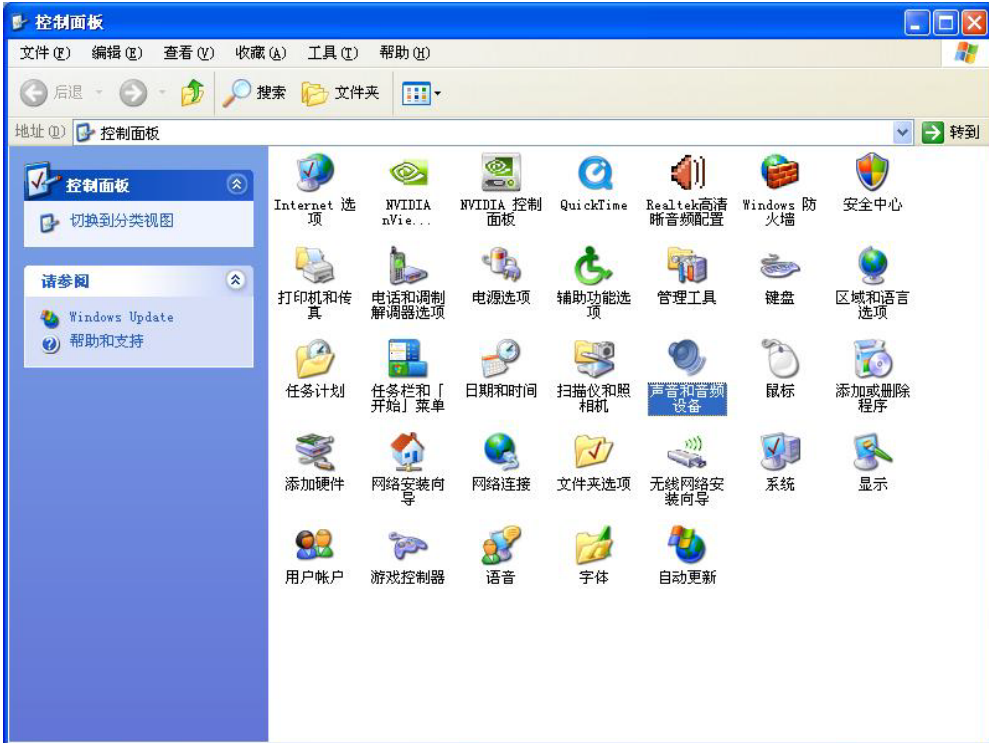 控制面板
文件(F) 编辑(E) 查看(V) 收藏(A) 工具(T) 帮助(H)
后退 搜索 文件夹
地址(D) 控制面板 转到
控制面板
切换到分类视图
请参阅
Windows Update
帮助和支持
Internet 选
项
NVIDIA
nVie...
NVIDIA 控制
面板
QuickTime
Realtek高清
晰音频配置
Windows 防
火墙
安全中心
打印机和传
真
电话和调制
解调器选项
电源选项
辅助功能选
项
管理工具
键盘
区域和语言
选项
任务计划
任务栏和「
开始」菜单
日期和时间
扫描仪和照
相机
声音和音频
设备
鼠标
添加或删除
程序
添加硬件
网络安装向
导
网络连接
文件夹选项
无线网络安
装向导
系统
显示
用户帐户
游戏控制器
语音
字体
自动更新